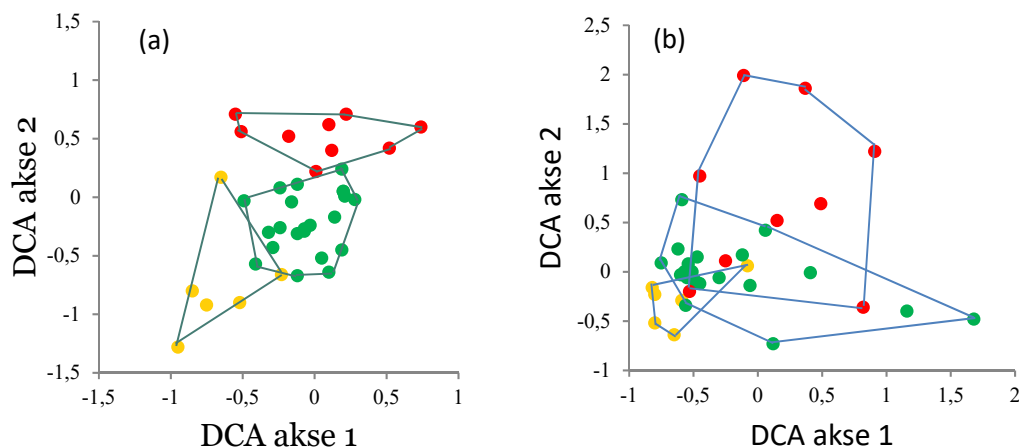 (a)
DCA akse 2
1,5
1
0,5
0
-0,5
-1
-1,5
-1,5 -1 -0,5 0 0,5 1
DCA akse 1
(b)
DCA akse 2
2,5
2
1,5
1
0,5
0
-0,5
-1
-1 -0,5 0 0,5 1 1,5 2
DCA akse 1